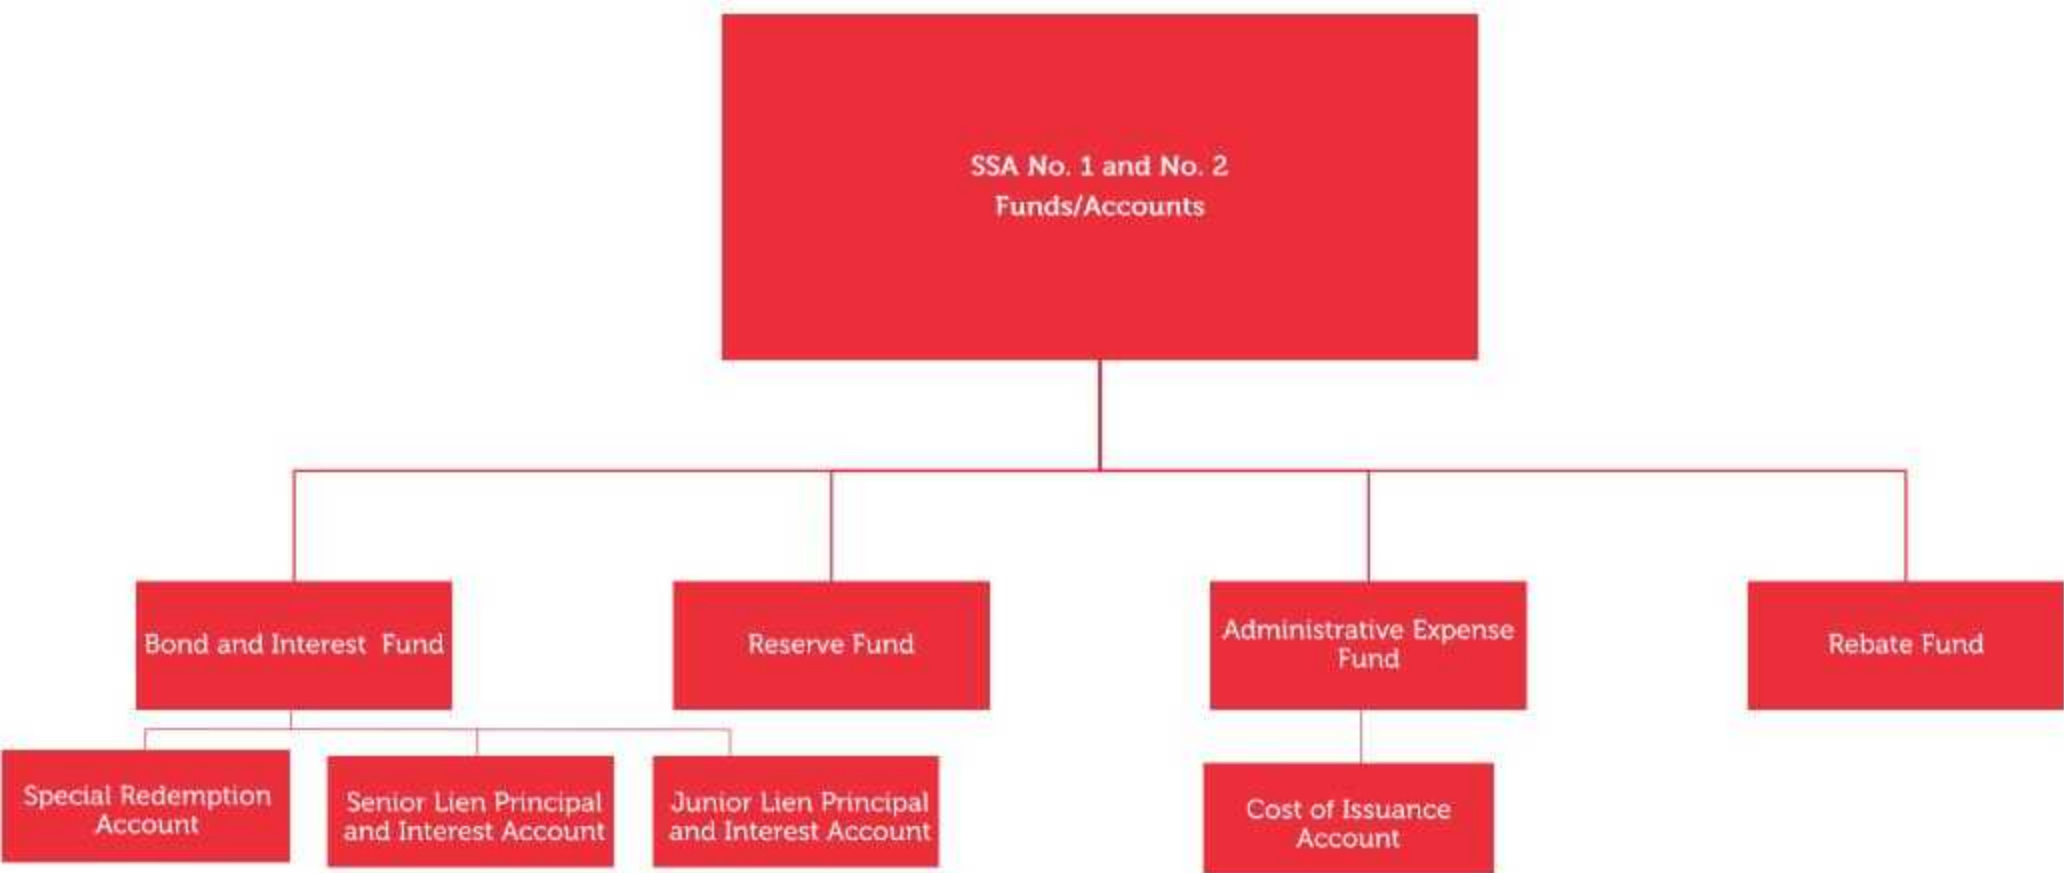 SSA No. 1 and No. 2
Funds/Accounts
Bond and Interest Fund
Reserve Fund
Administrative Expense
Fund
Rebate Fund
Special Redemption
Account
Senior Lien Principal
and Interest Account
Junior Lien Principal
and Interest Account
Cost of Issuance
Account